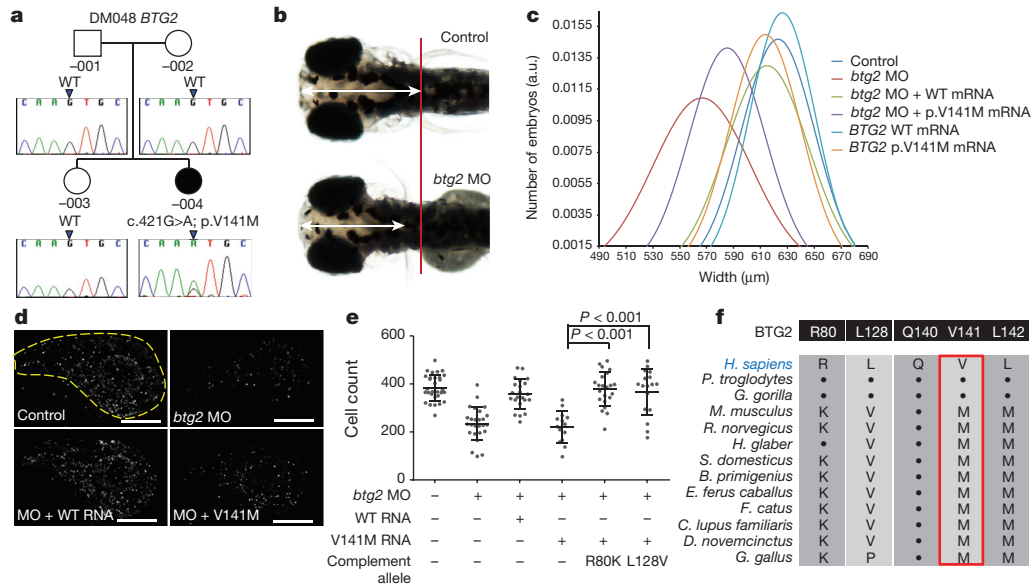 a
DM048 BTG2
–001
–002
WT
WT
C A A G T G C
C A A G T G C
–003
–004
WT
c.421G>A; p.V141M
C A A G T G C
C A A A T G C
b
Control
btg2 MO
c
Number of embryos (a.u.)
0.0155
0.0135
0.0115
0.0095
0.0075
0.0055
0.0035
0.0015
490 510 530 550 570 590 610 630 650 670 690
Width (μm)
Control
btg2 MO
btg2 MO + WT mRNA
btg2 MO + p.V141M mRNA
BTG2 WT mRNA
BTG2 p.V141M mRNA
d
Control
btg2 MO
MO + WT RNA
MO + V141M
e
P < 0.001
P < 0.001
Cell count
600
400
200
0
btg2 MO – + + + + +
WT RNA – – + – – –
V141M RNA – – – + + +
Complement allele – – – – R80K L128V
f
BTG2 R80 L128 Q140 V141 L142
H. sapiens R L Q V L
P. troglodytes • • • • •
G. gorilla • • • • •
M. musculus K V • M M
R. norvegicus K V • M M
H. glaber • V • M M
S. domesticus K V • M M
B. primigenius K V • M M
E. ferus caballus K V • M M
F. catus K V • M M
C. lupus familiaris K V • M M
D. novemcinctus K V • M M
G. gallus K P • M M